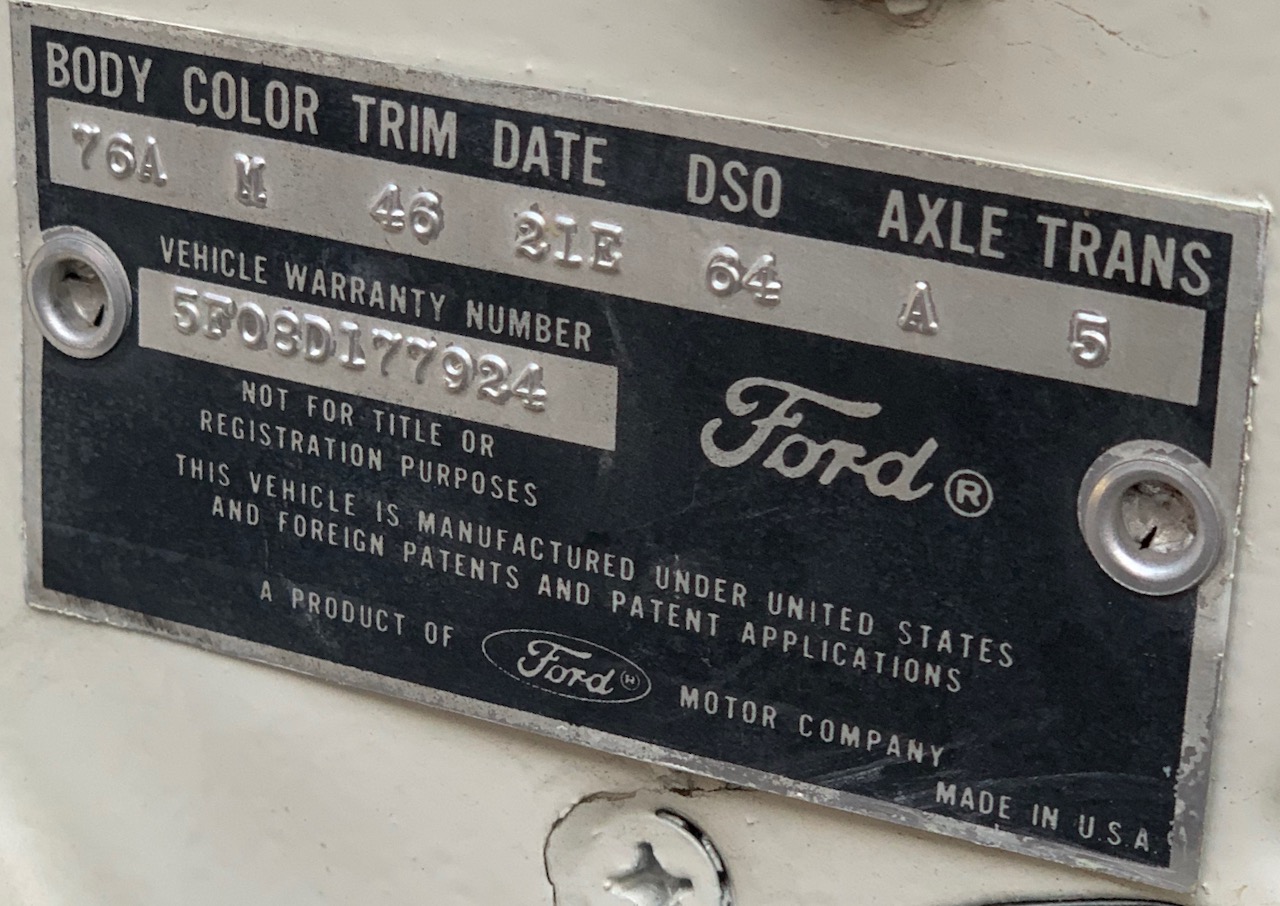 BODY COLOR TRIM DATE DSO AXLE TRANS
76A M 46 21E 64 A 5
VEHICLE WARRANTY NUMBER
5F08D177924
NOT FOR TITLE OR
REGISTRATION PURPOSES
Ford ®
THIS VEHICLE IS MANUFACTURED UNDER UNITED STATES
AND FOREIGN PATENTS AND PATENT APPLICATIONS
A PRODUCT OF Ford ® MOTOR COMPANY
MADE IN U.S.A.